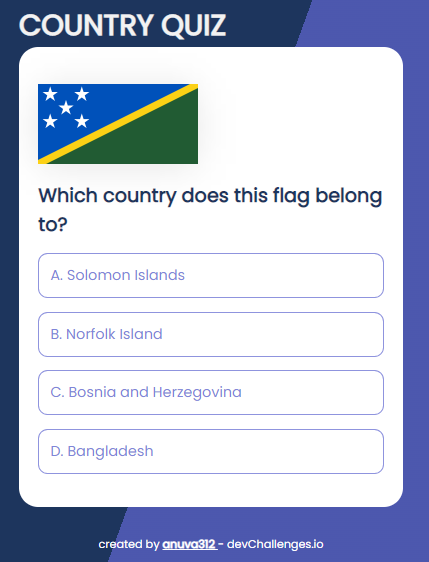 COUNTRY QUIZ
Which country does this flag belong
to?
A. Solomon Islands
B. Norfolk Island
C. Bosnia and Herzegovina
D. Bangladesh
created by anuva312 - devChallenges.io